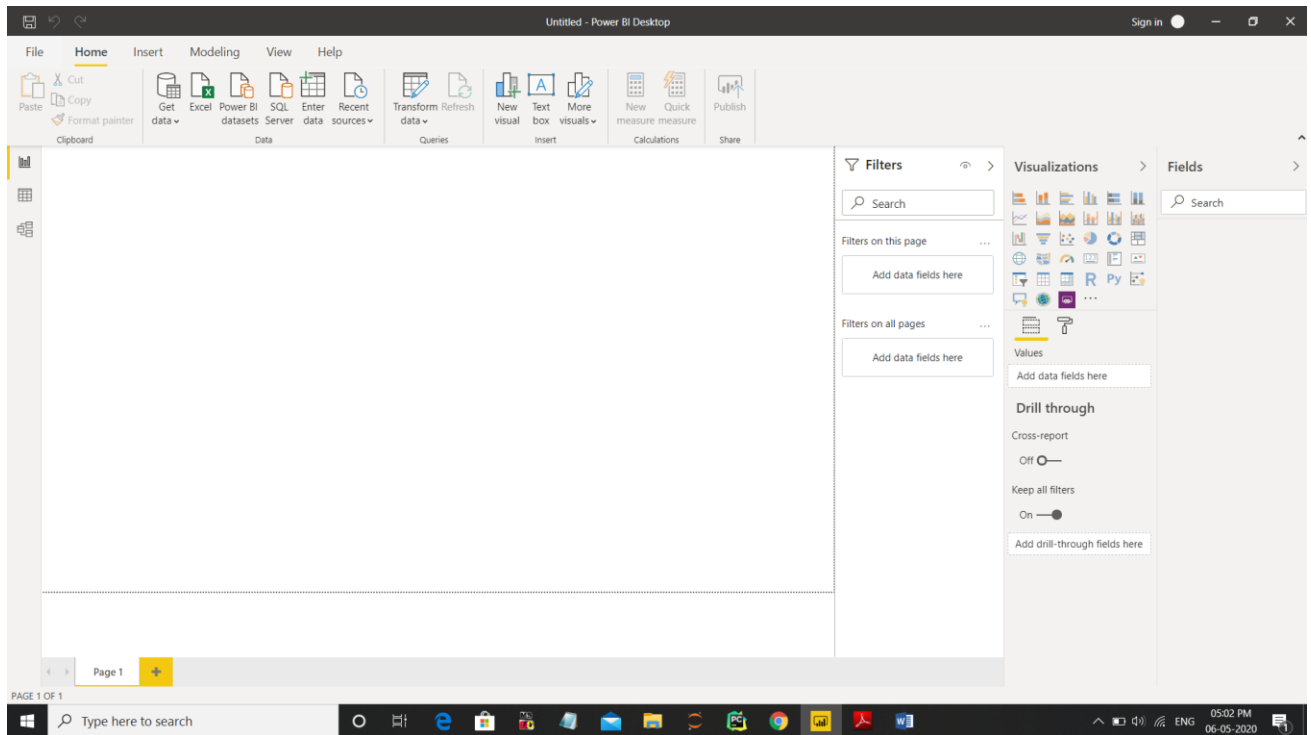 Untitled - Power BI Desktop
Sign in
File Home Insert Modeling View Help
Paste
Cut
Copy
Format painter
Clipboard
Get data
Excel
Power BI datasets
SQL Server
Enter data
Recent sources
Data
Transform data
Refresh
Queries
New visual
Text box
More visuals
Insert
New measure
Quick measure
Calculations
Publish
Share
Filters
Search
Filters on this page ...
Add data fields here
Filters on all pages ...
Add data fields here
Visualizations
R Py
...
Values
Add data fields here
Drill through
Cross-report
Off
Keep all filters
On
Add drill-through fields here
Fields
Search
Page 1
PAGE 1 OF 1
Type here to search
ENG
05:02 PM
06-05-2020